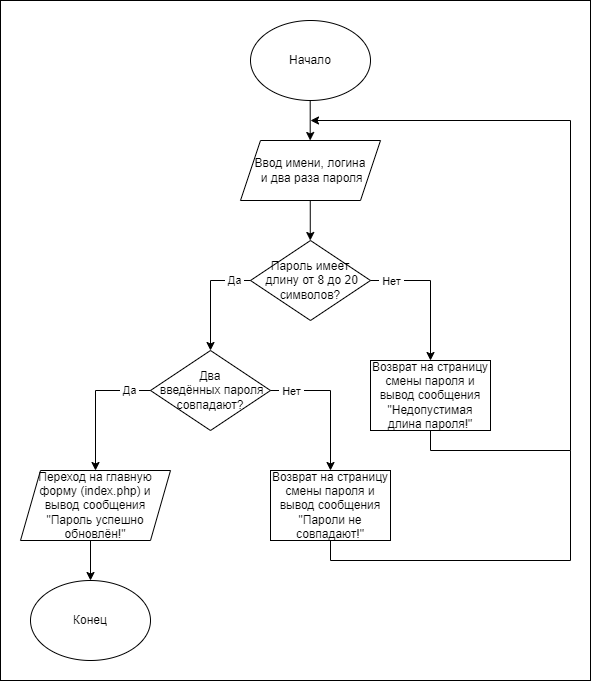 Начало
Ввод имени, логина
и два раза пароля
Пароль имеет
длину от 8 до 20
символов?
Да
Нет
Два
введённых пароля
совпадают?
Да
Нет
Возврат на страницу
смены пароля и
вывод сообщения
"Недопустимая
длина пароля!"
Переход на главную
форму (index.php) и
вывод сообщения
"Пароль успешно
обновлён!"
Возврат на страницу
смены пароля и
вывод сообщения
"Пароли не
совпадают!"
Конец